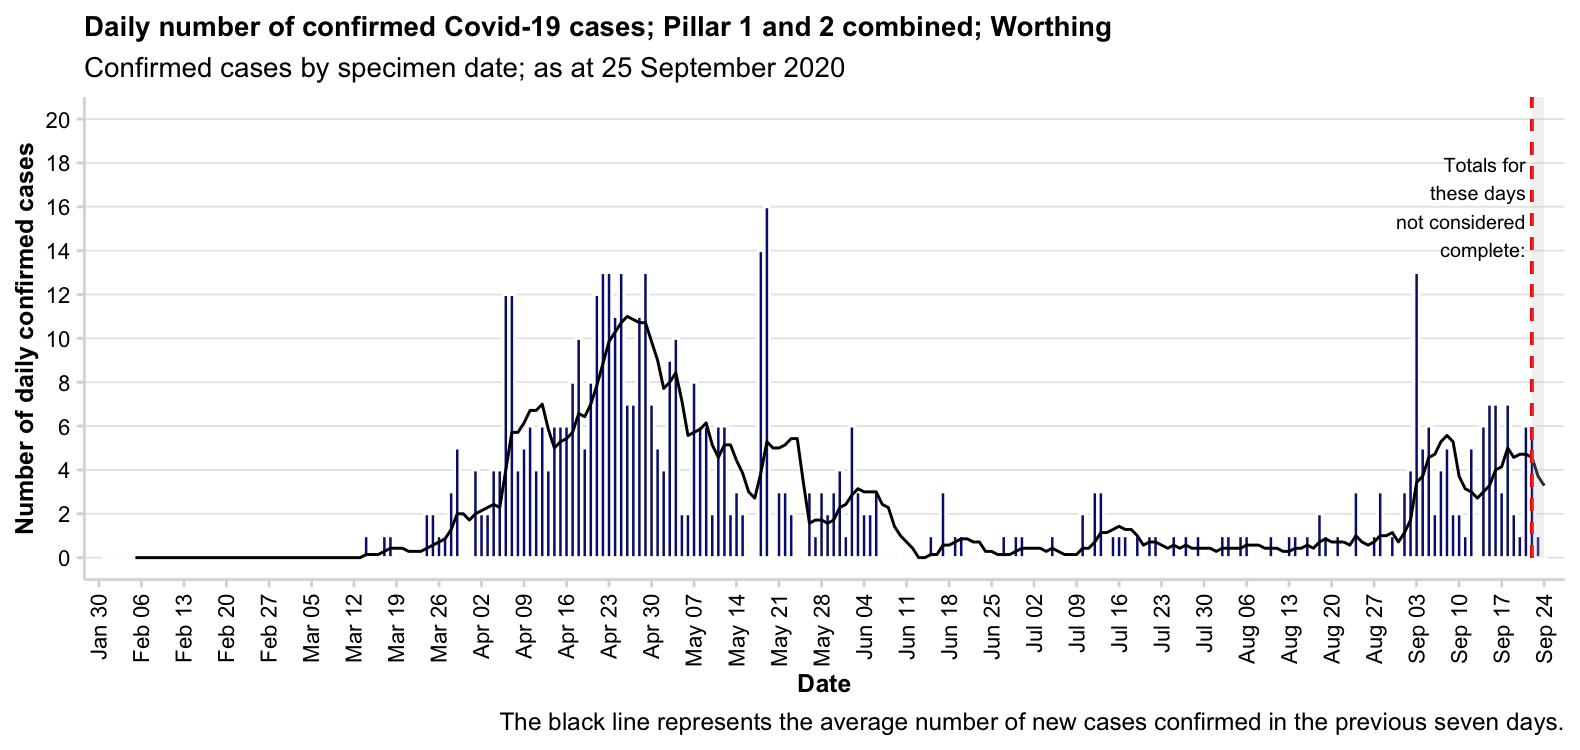 Daily number of confirmed Covid-19 cases; Pillar 1 and 2 combined; Worthing
Confirmed cases by specimen date; as at 25 September 2020
Number of daily confirmed cases
20
18
16
14
12
10
8
6
4
2
0
Totals for
these days
not considered
complete:
Jan 30
Feb 06
Feb 13
Feb 20
Feb 27
Mar 05
Mar 12
Mar 19
Mar 26
Apr 02
Apr 09
Apr 16
Apr 23
Apr 30
May 07
May 14
May 21
May 28
Jun 04
Jun 11
Jun 18
Jun 25
Jul 02
Jul 09
Jul 16
Jul 23
Jul 30
Aug 06
Aug 13
Aug 20
Aug 27
Sep 03
Sep 10
Sep 17
Sep 24
Date
The black line represents the average number of new cases confirmed in the previous seven days.